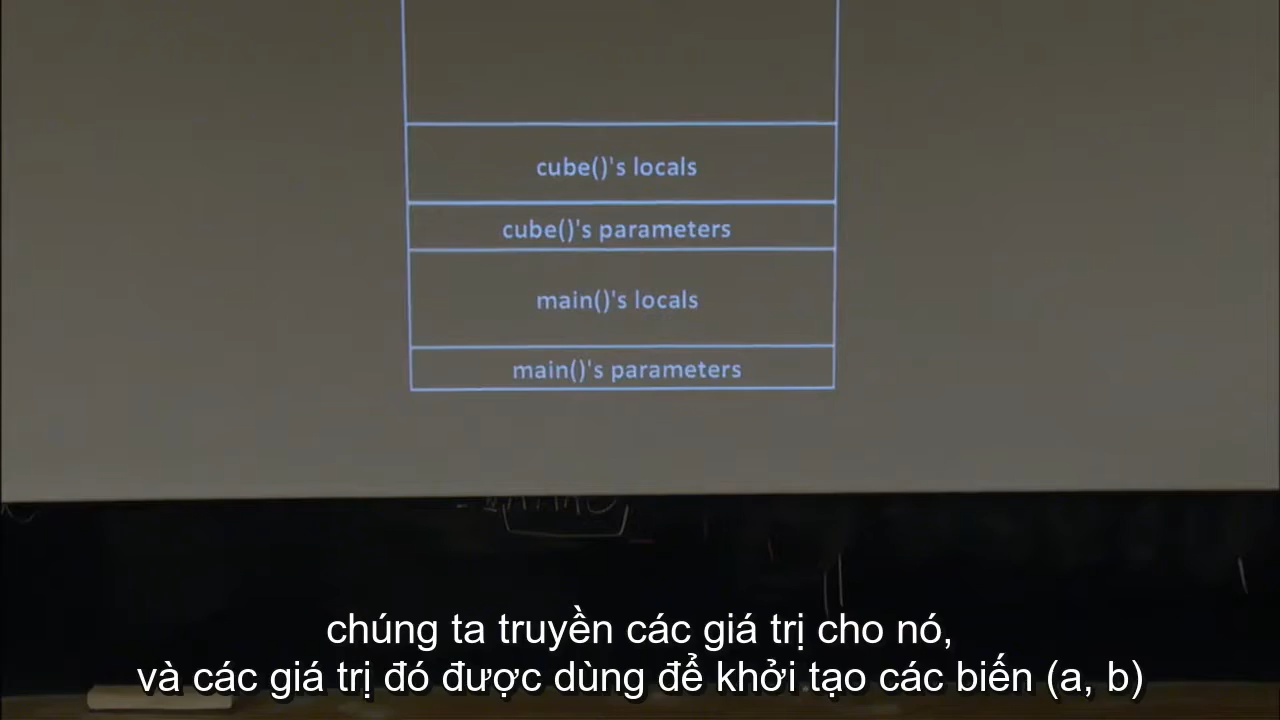 cube()'s locals
cube()'s parameters
main()'s locals
main()'s parameters
chúng ta truyền các giá trị cho nó,
và các giá trị đó được dùng để khởi tạo các biến (a, b)